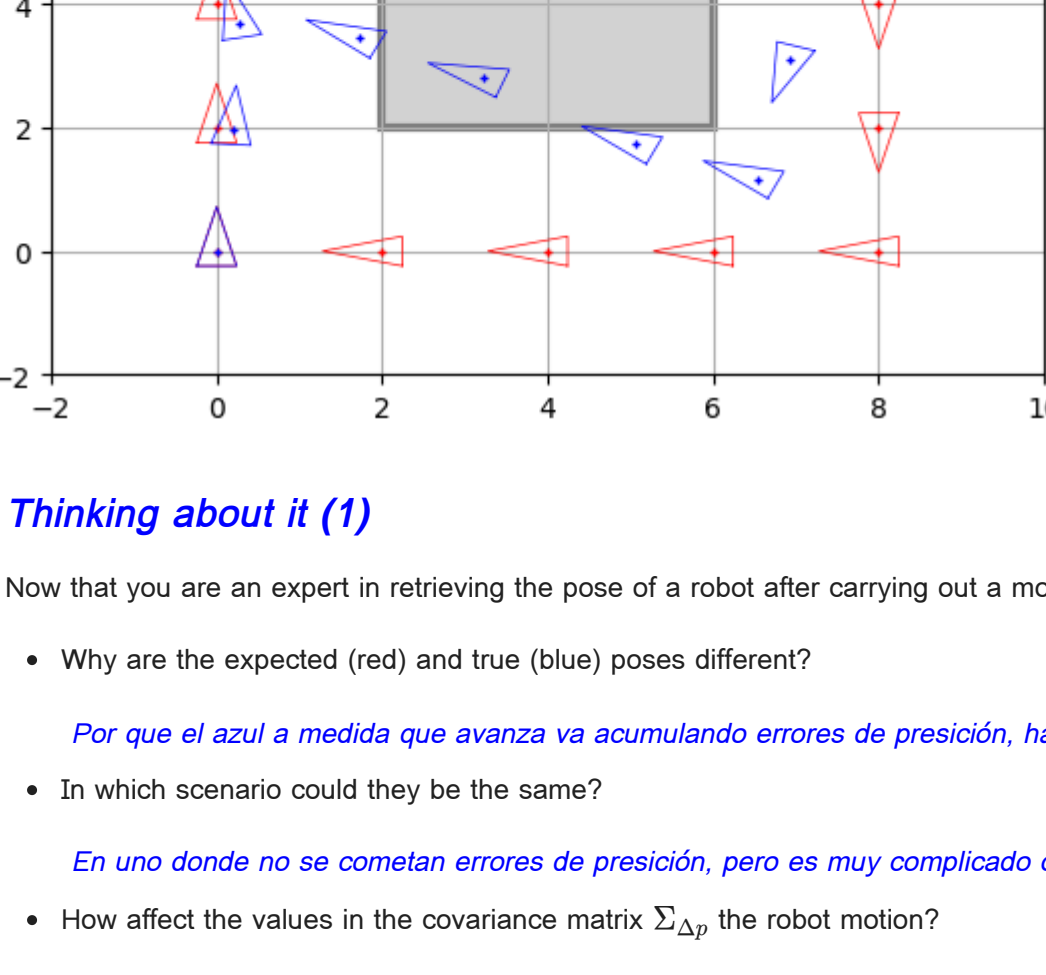 4
2
0
−2
−2 0 2 4 6 8
Thinking about it (1)
Now that you are an expert in retrieving the pose of a robot after carrying out a
Why are the expected (red) and true (blue) poses different?
Por que el azul a medida que avanza va acumulando errores de presición,
In which scenario could they be the same?
En uno donde no se cometan errores de presición, pero es muy complicado
How affect the values in the covariance matrix Σ_{Δp} the robot motion?